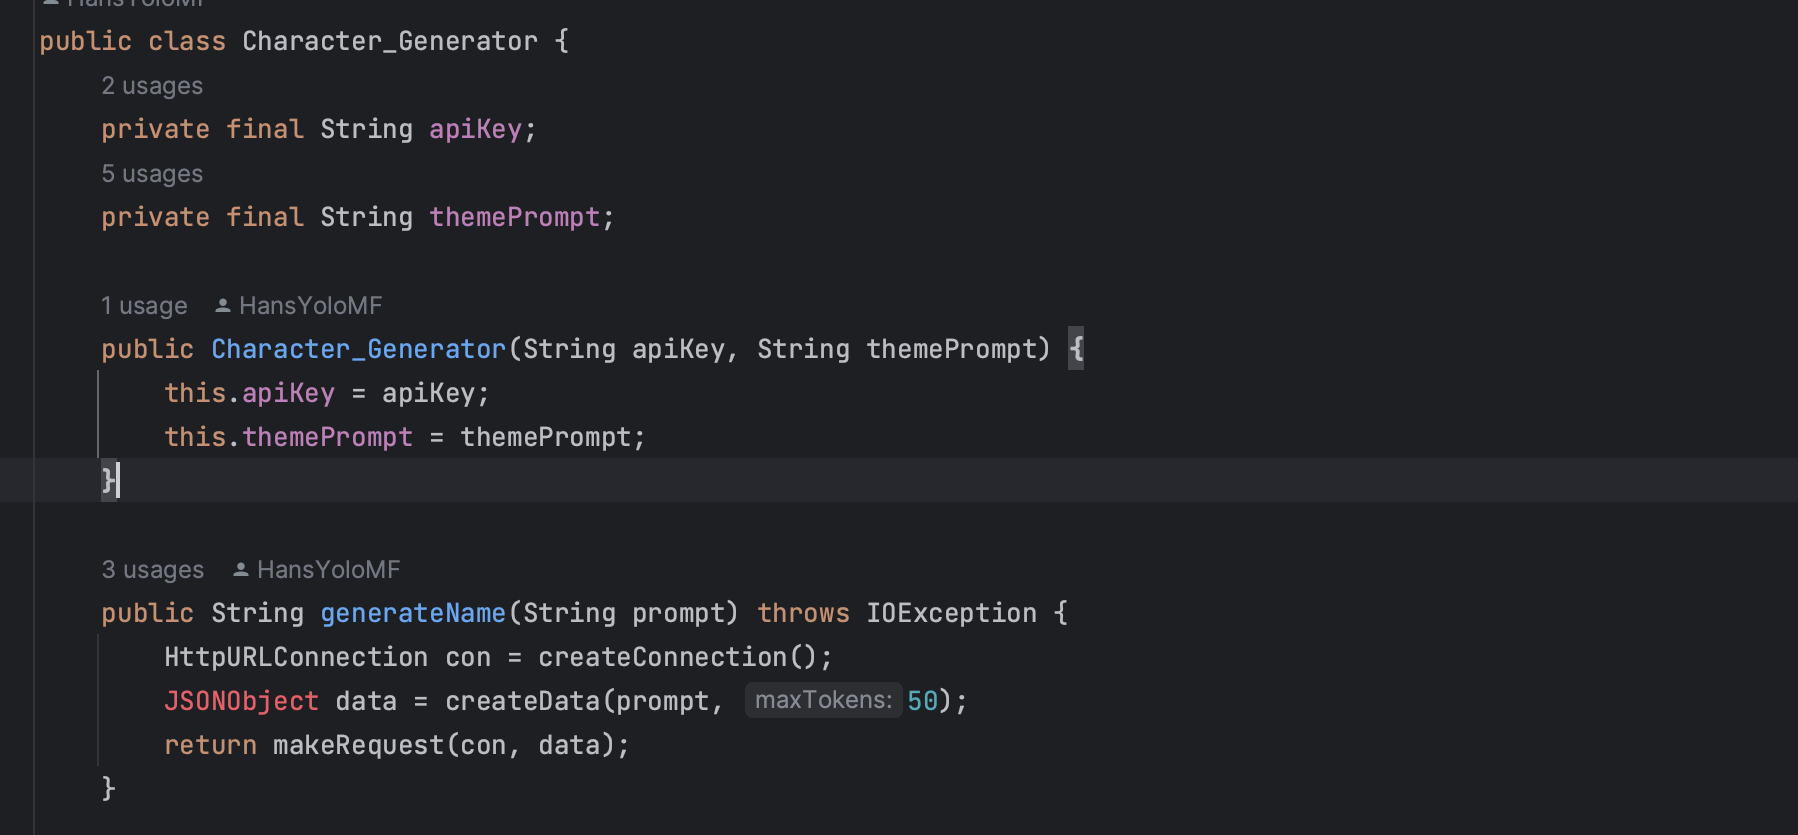 HansYoloMF
public class Character_Generator {
2 usages
private final String apiKey;
5 usages
private final String themePrompt;
1 usage HansYoloMF
public Character_Generator(String apiKey, String themePrompt) {
this.apiKey = apiKey;
this.themePrompt = themePrompt;
}
3 usages HansYoloMF
public String generateName(String prompt) throws IOException {
HttpURLConnection con = createConnection();
JSONObject data = createData(prompt, maxTokens: 50);
return makeRequest(con, data);
}